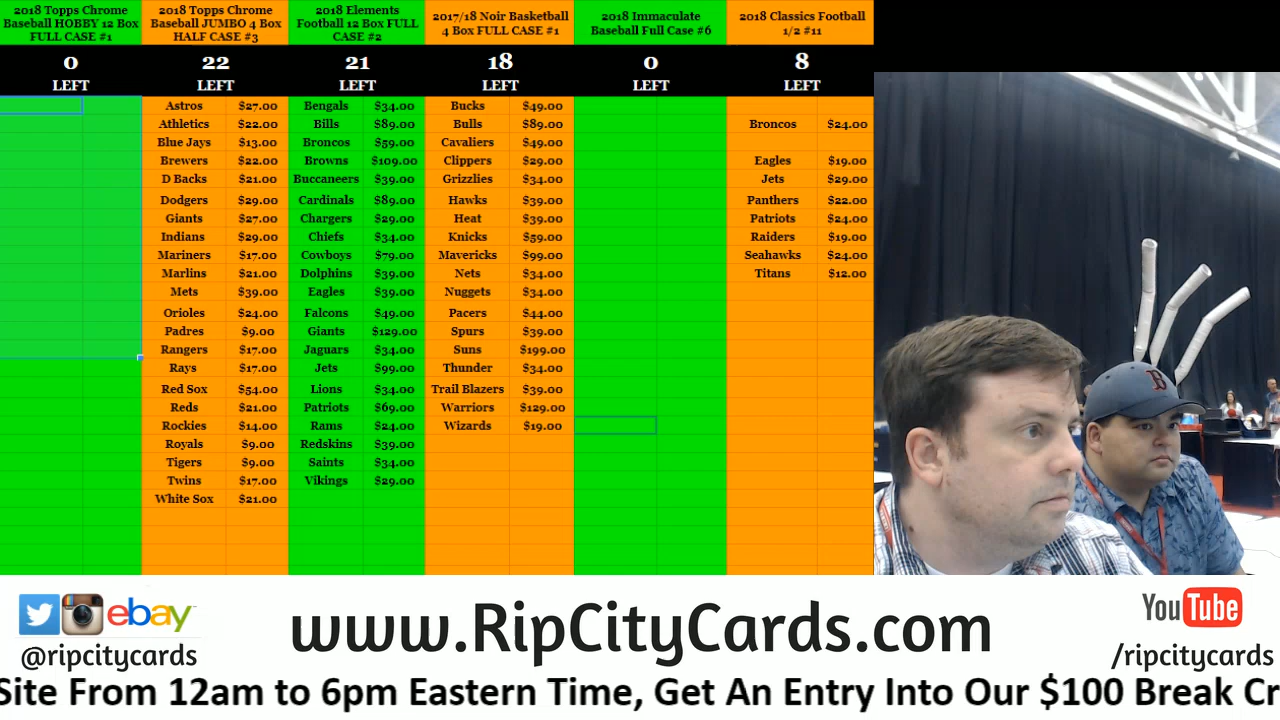 2018 Topps Chrome
Baseball HOBBY 12 Box
FULL CASE #1
0
LEFT
2018 Topps Chrome
Baseball JUMBO 4 Box
HALF CASE #3
22
LEFT
Astros $27.00
Athletics $22.00
Blue Jays $13.00
Brewers $22.00
D Backs $21.00
Dodgers $29.00
Giants $27.00
Indians $29.00
Mariners $17.00
Marlins $21.00
Mets $39.00
Orioles $24.00
Padres $9.00
Rangers $17.00
Rays $17.00
Red Sox $54.00
Reds $21.00
Rockies $14.00
Royals $9.00
Tigers $9.00
Twins $17.00
White Sox $21.00
2018 Elements
Football 12 Box FULL
CASE #2
21
LEFT
Bengals $34.00
Bills $89.00
Broncos $59.00
Browns $109.00
Buccaneers $39.00
Cardinals $89.00
Chargers $29.00
Chiefs $34.00
Cowboys $79.00
Dolphins $39.00
Eagles $39.00
Falcons $49.00
Giants $129.00
Jaguars $34.00
Jets $99.00
Lions $34.00
Patriots $69.00
Rams $24.00
Redskins $39.00
Saints $34.00
Vikings $29.00
2017/18 Noir Basketball
4 Box FULL CASE #1
18
LEFT
Bucks $49.00
Bulls $89.00
Cavaliers $49.00
Clippers $29.00
Grizzlies $34.00
Hawks $39.00
Heat $39.00
Knicks $59.00
Mavericks $99.00
Nets $34.00
Nuggets $34.00
Pacers $44.00
Spurs $39.00
Suns $199.00
Thunder $34.00
Trail Blazers $39.00
Warriors $129.00
Wizards $19.00
2018 Immaculate
Baseball Full Case #6
0
LEFT
2018 Classics Football
1/2 #11
8
LEFT
Broncos $24.00
Eagles $19.00
Jets $29.00
Panthers $22.00
Patriots $24.00
Raiders $19.00
Seahawks $24.00
Titans $12.00
B
ebay
@ripcitycards
www.RipCityCards.com
YouTube
/ripcitycards
Site From 12am to 6pm Eastern Time, Get An Entry Into Our $100 Break Cr